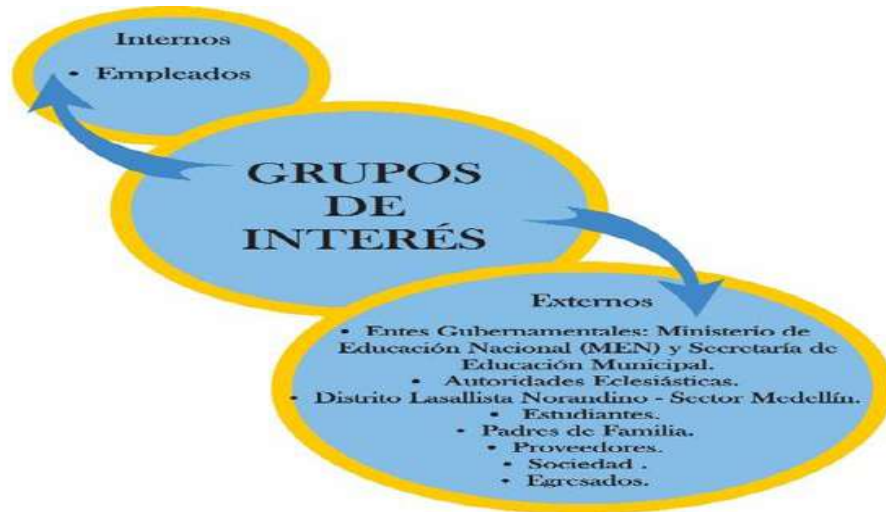 Internos
• Empleados
GRUPOS
DE
INTERÉS
Externos
• Entes Gubernamentales: Ministerio de
Educación Nacional (MEN) y Secretaría de
Educación Municipal.
• Autoridades Eclesiásticas.
• Distrito Lasallista Norandino - Sector Medellín.
• Estudiantes.
• Padres de Familia.
• Proveedores.
• Sociedad .
• Egresados.